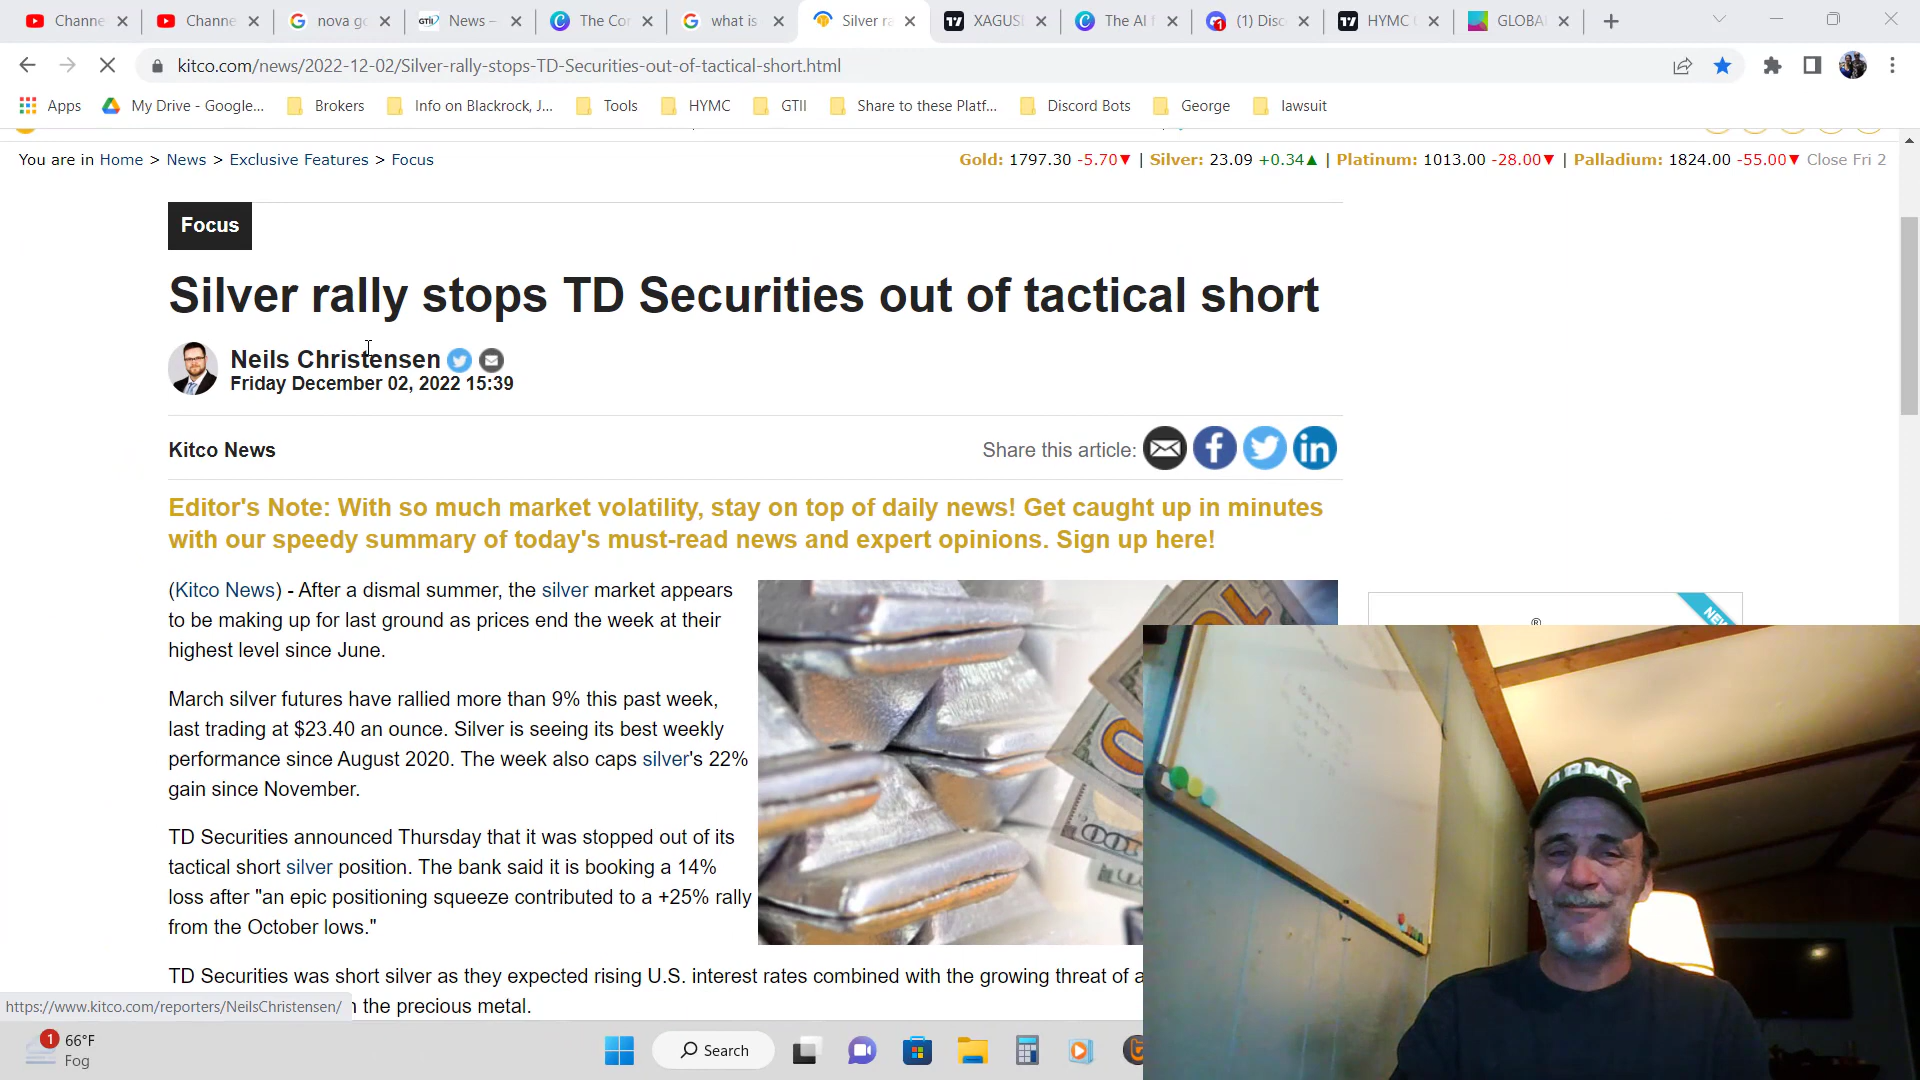 Channe
Channe
nova go
GTII News –
The Cor
what is
Silver ra
XAGUS
The AI
(1) Disc
HYMC
GLOBA
kitco.com/news/2022-12-02/Silver-rally-stops-TD-Securities-out-of-tactical-short.html
Apps
My Drive - Google...
Brokers
Info on Blackrock, J...
Tools
HYMC
GTII
Share to these Platf...
Discord Bots
George
lawsuit
You are in Home > News > Exclusive Features > Focus
Gold: 1797.30 -5.70▼ | Silver: 23.09 +0.34▲ | Platinum: 1013.00 -28.00▼ | Palladium: 1824.00 -55.00▼ Close Fri 2
Focus
Silver rally stops TD Securities out of tactical short
Neils Christensen
Friday December 02, 2022 15:39
Kitco News
Share this article:
Editor's Note: With so much market volatility, stay on top of daily news! Get caught up in minutes
with our speedy summary of today's must-read news and expert opinions. Sign up here!
(Kitco News) - After a dismal summer, the silver market appears
to be making up for last ground as prices end the week at their
highest level since June.
March silver futures have rallied more than 9% this past week,
last trading at $23.40 an ounce. Silver is seeing its best weekly
performance since August 2020. The week also caps silver's 22%
gain since November.
TD Securities announced Thursday that it was stopped out of its
tactical short silver position. The bank said it is booking a 14%
loss after "an epic positioning squeeze contributed to a +25% rally
from the October lows."
TD Securities was short silver as they expected rising U.S. interest rates combined with the growing threat of a
the precious metal.
NEW
®
100
ARMY
https://www.kitco.com/reporters/NeilsChristensen/
1
66°F
Fog
Search